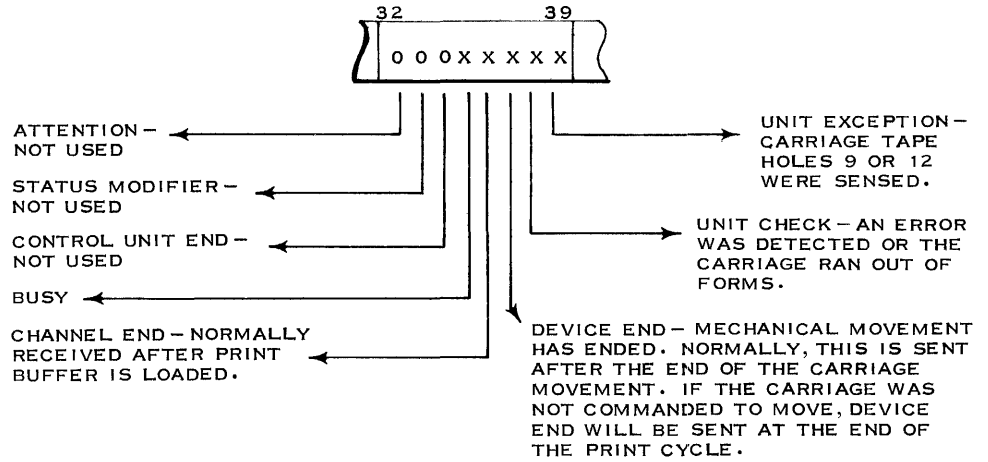 32 39
0 0 0 X X X X X
ATTENTION —
NOT USED
STATUS MODIFIER —
NOT USED
CONTROL UNIT END —
NOT USED
BUSY
CHANNEL END — NORMALLY
RECEIVED AFTER PRINT
BUFFER IS LOADED.
UNIT EXCEPTION —
CARRIAGE TAPE
HOLES 9 OR 12
WERE SENSED.
UNIT CHECK — AN ERROR
WAS DETECTED OR THE
CARRIAGE RAN OUT OF
FORMS.
DEVICE END — MECHANICAL MOVEMENT
HAS ENDED. NORMALLY, THIS IS SENT
AFTER THE END OF THE CARRIAGE
MOVEMENT. IF THE CARRIAGE WAS
NOT COMMANDED TO MOVE, DEVICE
END WILL BE SENT AT THE END OF
THE PRINT CYCLE.